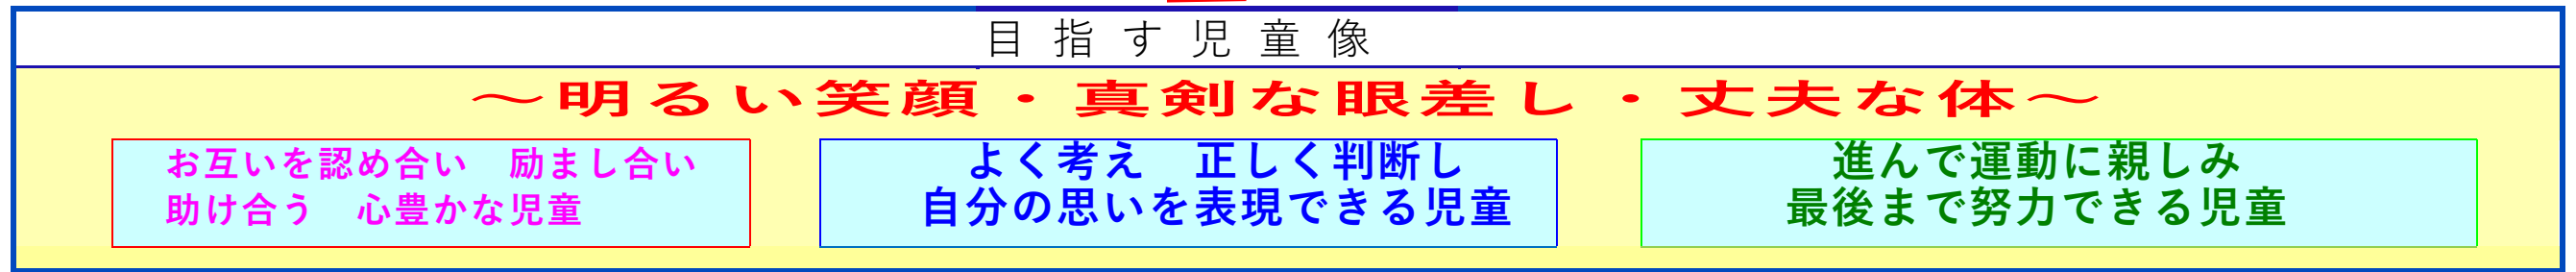 目指す児童像
～明るい笑顔・真剣な眼差し・丈夫な体～
お互いを認め合い　励まし合い
助け合う　心豊かな児童
よく考え　正しく判断し
自分の思いを表現できる児童
進んで運動に親しみ
最後まで努力できる児童